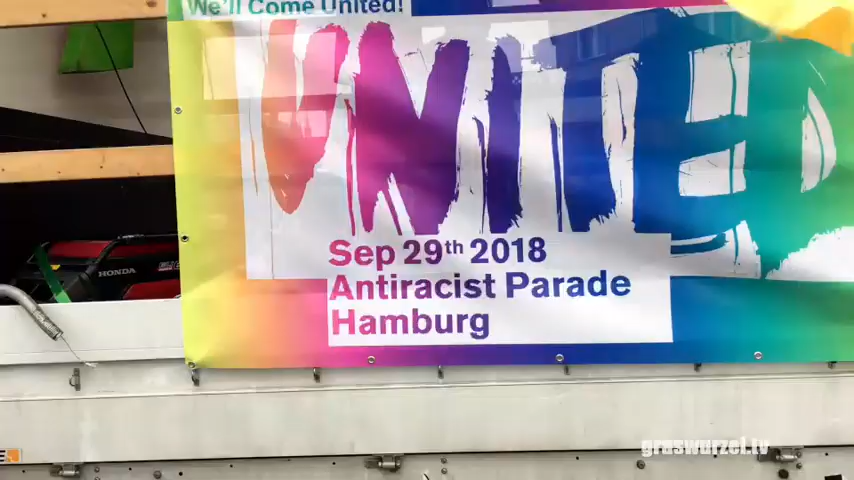 We'll Come United!
UNITED
Sep 29th 2018
Antiracist Parade
Hamburg
HONDA
graswurzel.tv